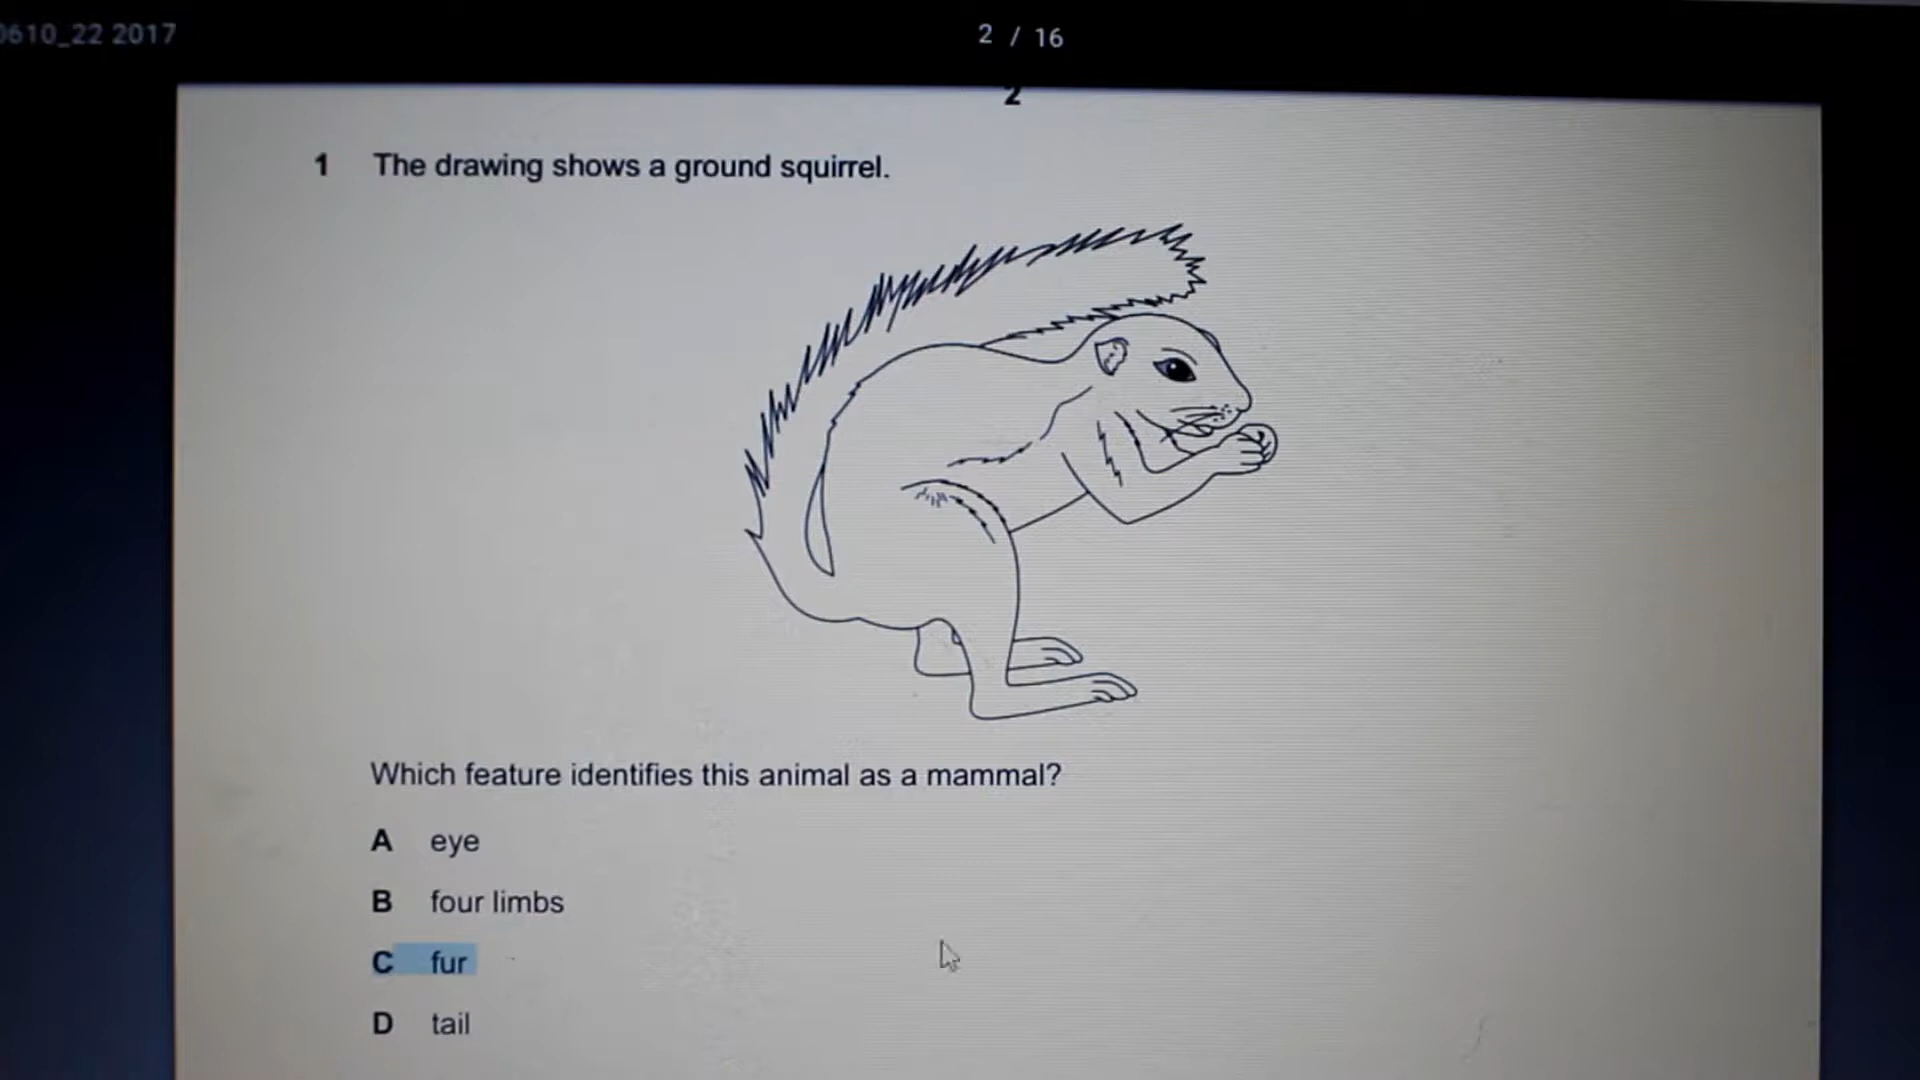 0610_22 2017
2 / 16
2
1 The drawing shows a ground squirrel.
Which feature identifies this animal as a mammal?
A eye
B four limbs
C fur
D tail